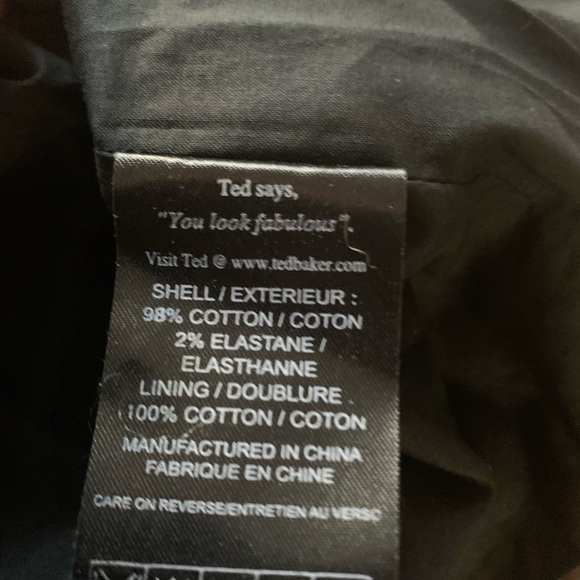 Ted says,
"You look fabulous".
Visit Ted @ www.tedbaker.com
SHELL / EXTERIEUR :
98% COTTON / COTON
2% ELASTANE /
ELASTHANNE
LINING / DOUBLURE
100% COTTON / COTON
MANUFACTURED IN CHINA
FABRIQUE EN CHINE
CARE ON REVERSE/ENTRETIEN AU VERSO